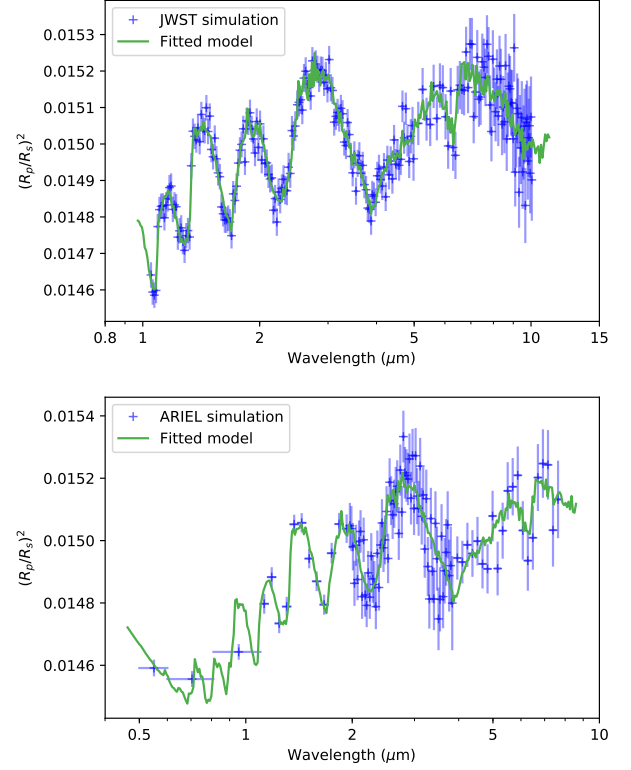 JWST simulation
Fitted model
0.0153
0.0152
0.0151
0.0150
0.0149
0.0148
0.0147
0.0146
(Rp/Rs)²
0.8 1 2 5 10 15
Wavelength (μm)
ARIEL simulation
Fitted model
0.0154
0.0152
0.0150
0.0148
0.0146
(Rp/Rs)²
0.5 1 2 5 10
Wavelength (μm)